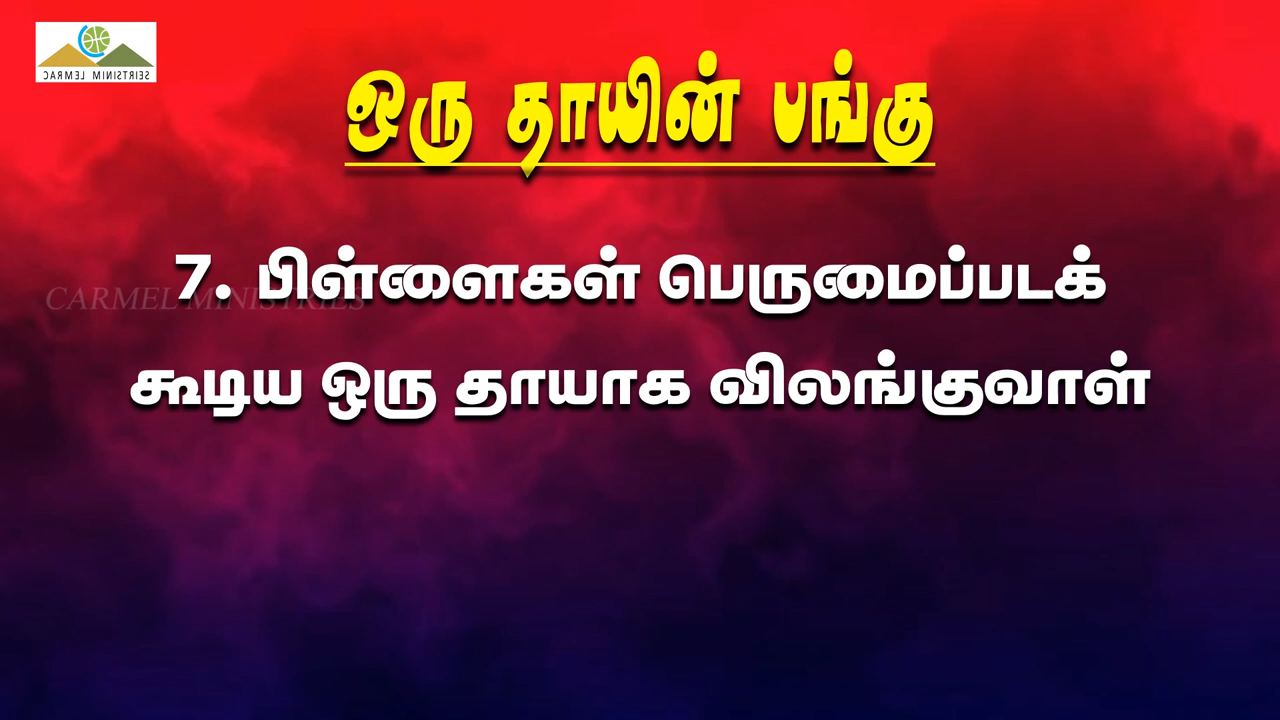 CARMEL MINISTRIES
ஒரு தாயின் பங்கு
7. பிள்ளைகள் பெருமைப்படக்
CARMEL MINISTRIES
கூடிய ஒரு தாயாக விலங்குவாள்